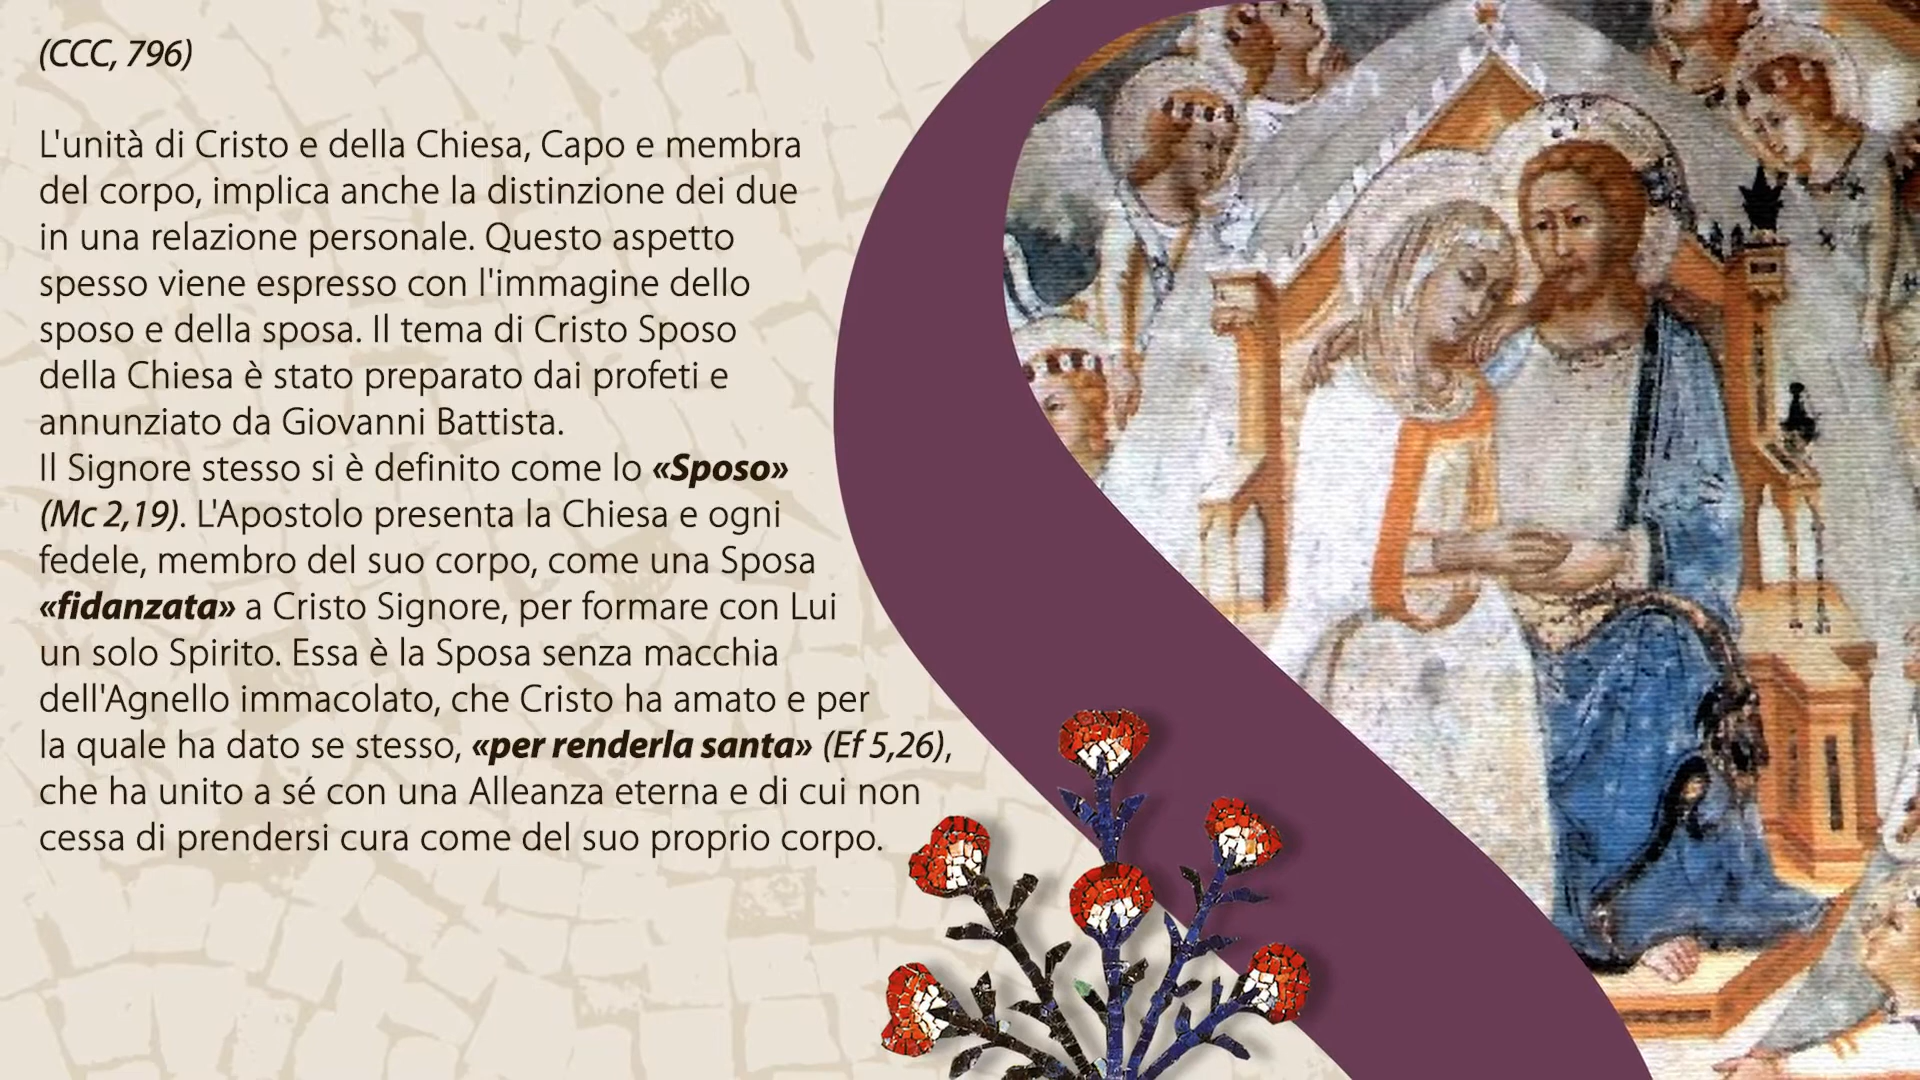 (CCC, 796)
L'unità di Cristo e della Chiesa, Capo e membra
del corpo, implica anche la distinzione dei due
in una relazione personale. Questo aspetto
spesso viene espresso con l'immagine dello
sposo e della sposa. Il tema di Cristo Sposo
della Chiesa è stato preparato dai profeti e
annunziato da Giovanni Battista.
Il Signore stesso si è definito come lo «Sposo»
(Mc 2,19). L'Apostolo presenta la Chiesa e ogni
fedele, membro del suo corpo, come una Sposa
«fidanzata» a Cristo Signore, per formare con Lui
un solo Spirito. Essa è la Sposa senza macchia
dell'Agnello immacolato, che Cristo ha amato e per
la quale ha dato se stesso, «per renderla santa» (Ef 5,26),
che ha unito a sé con una Alleanza eterna e di cui non
cessa di prendersi cura come del suo proprio corpo.